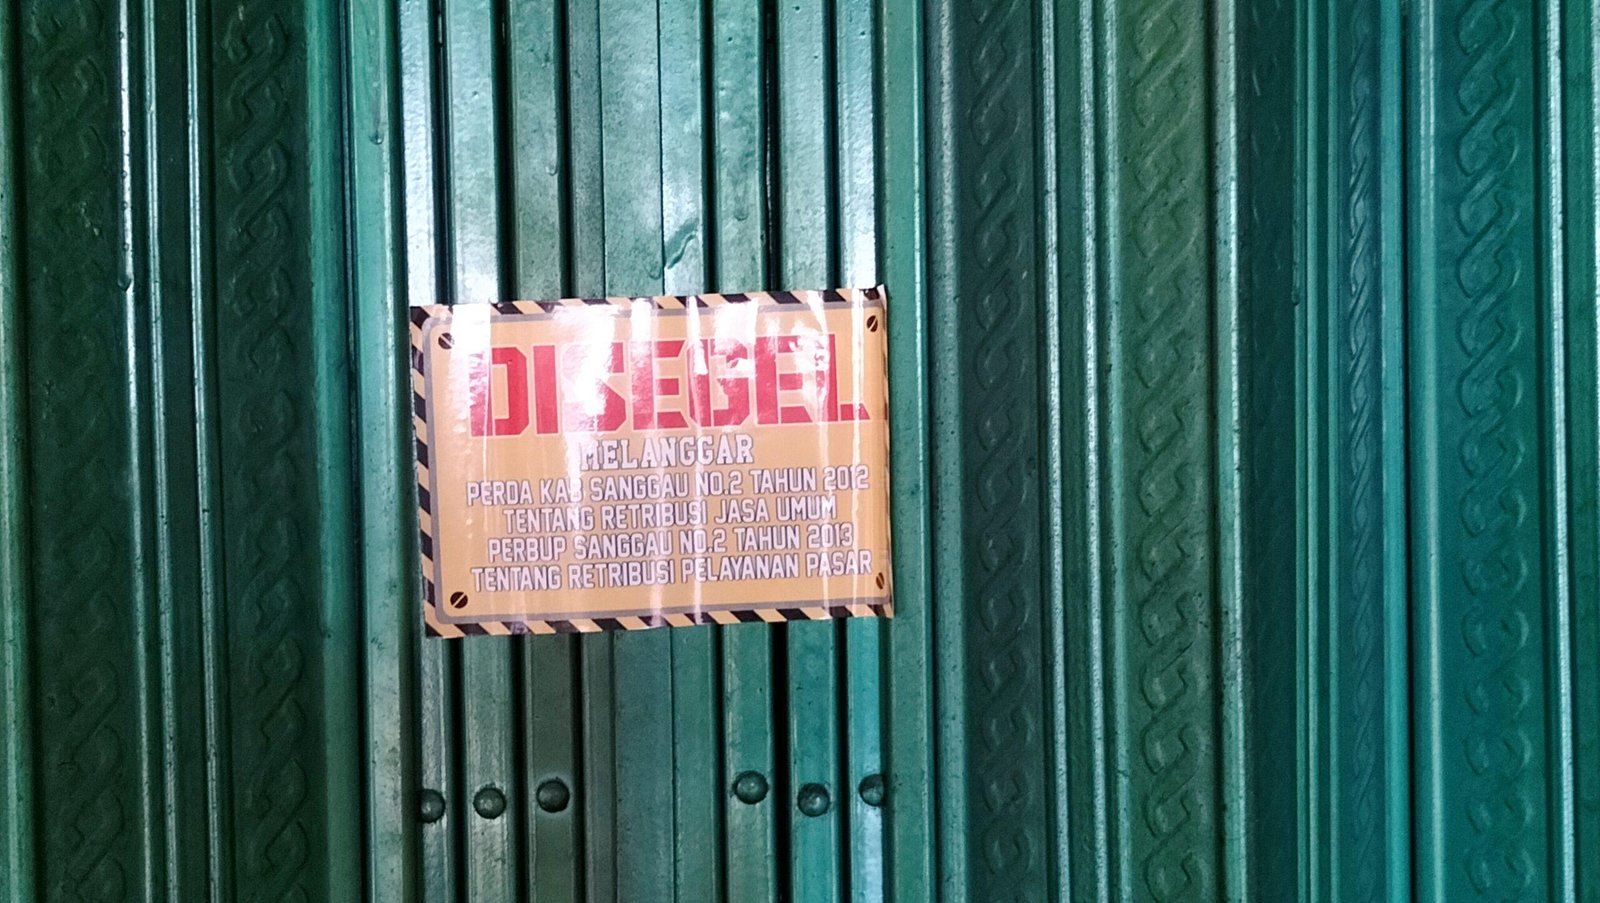 DISEGEL
MELANGGAR
PERDA KAB SANGGAU NO.2 TAHUN 2012
TENTANG RETRIBUSI JASA UMUM
PERBUP SANGGAU NO.2 TAHUN 2013
TENTANG RETRIBUSI PELAYANAN PASAR